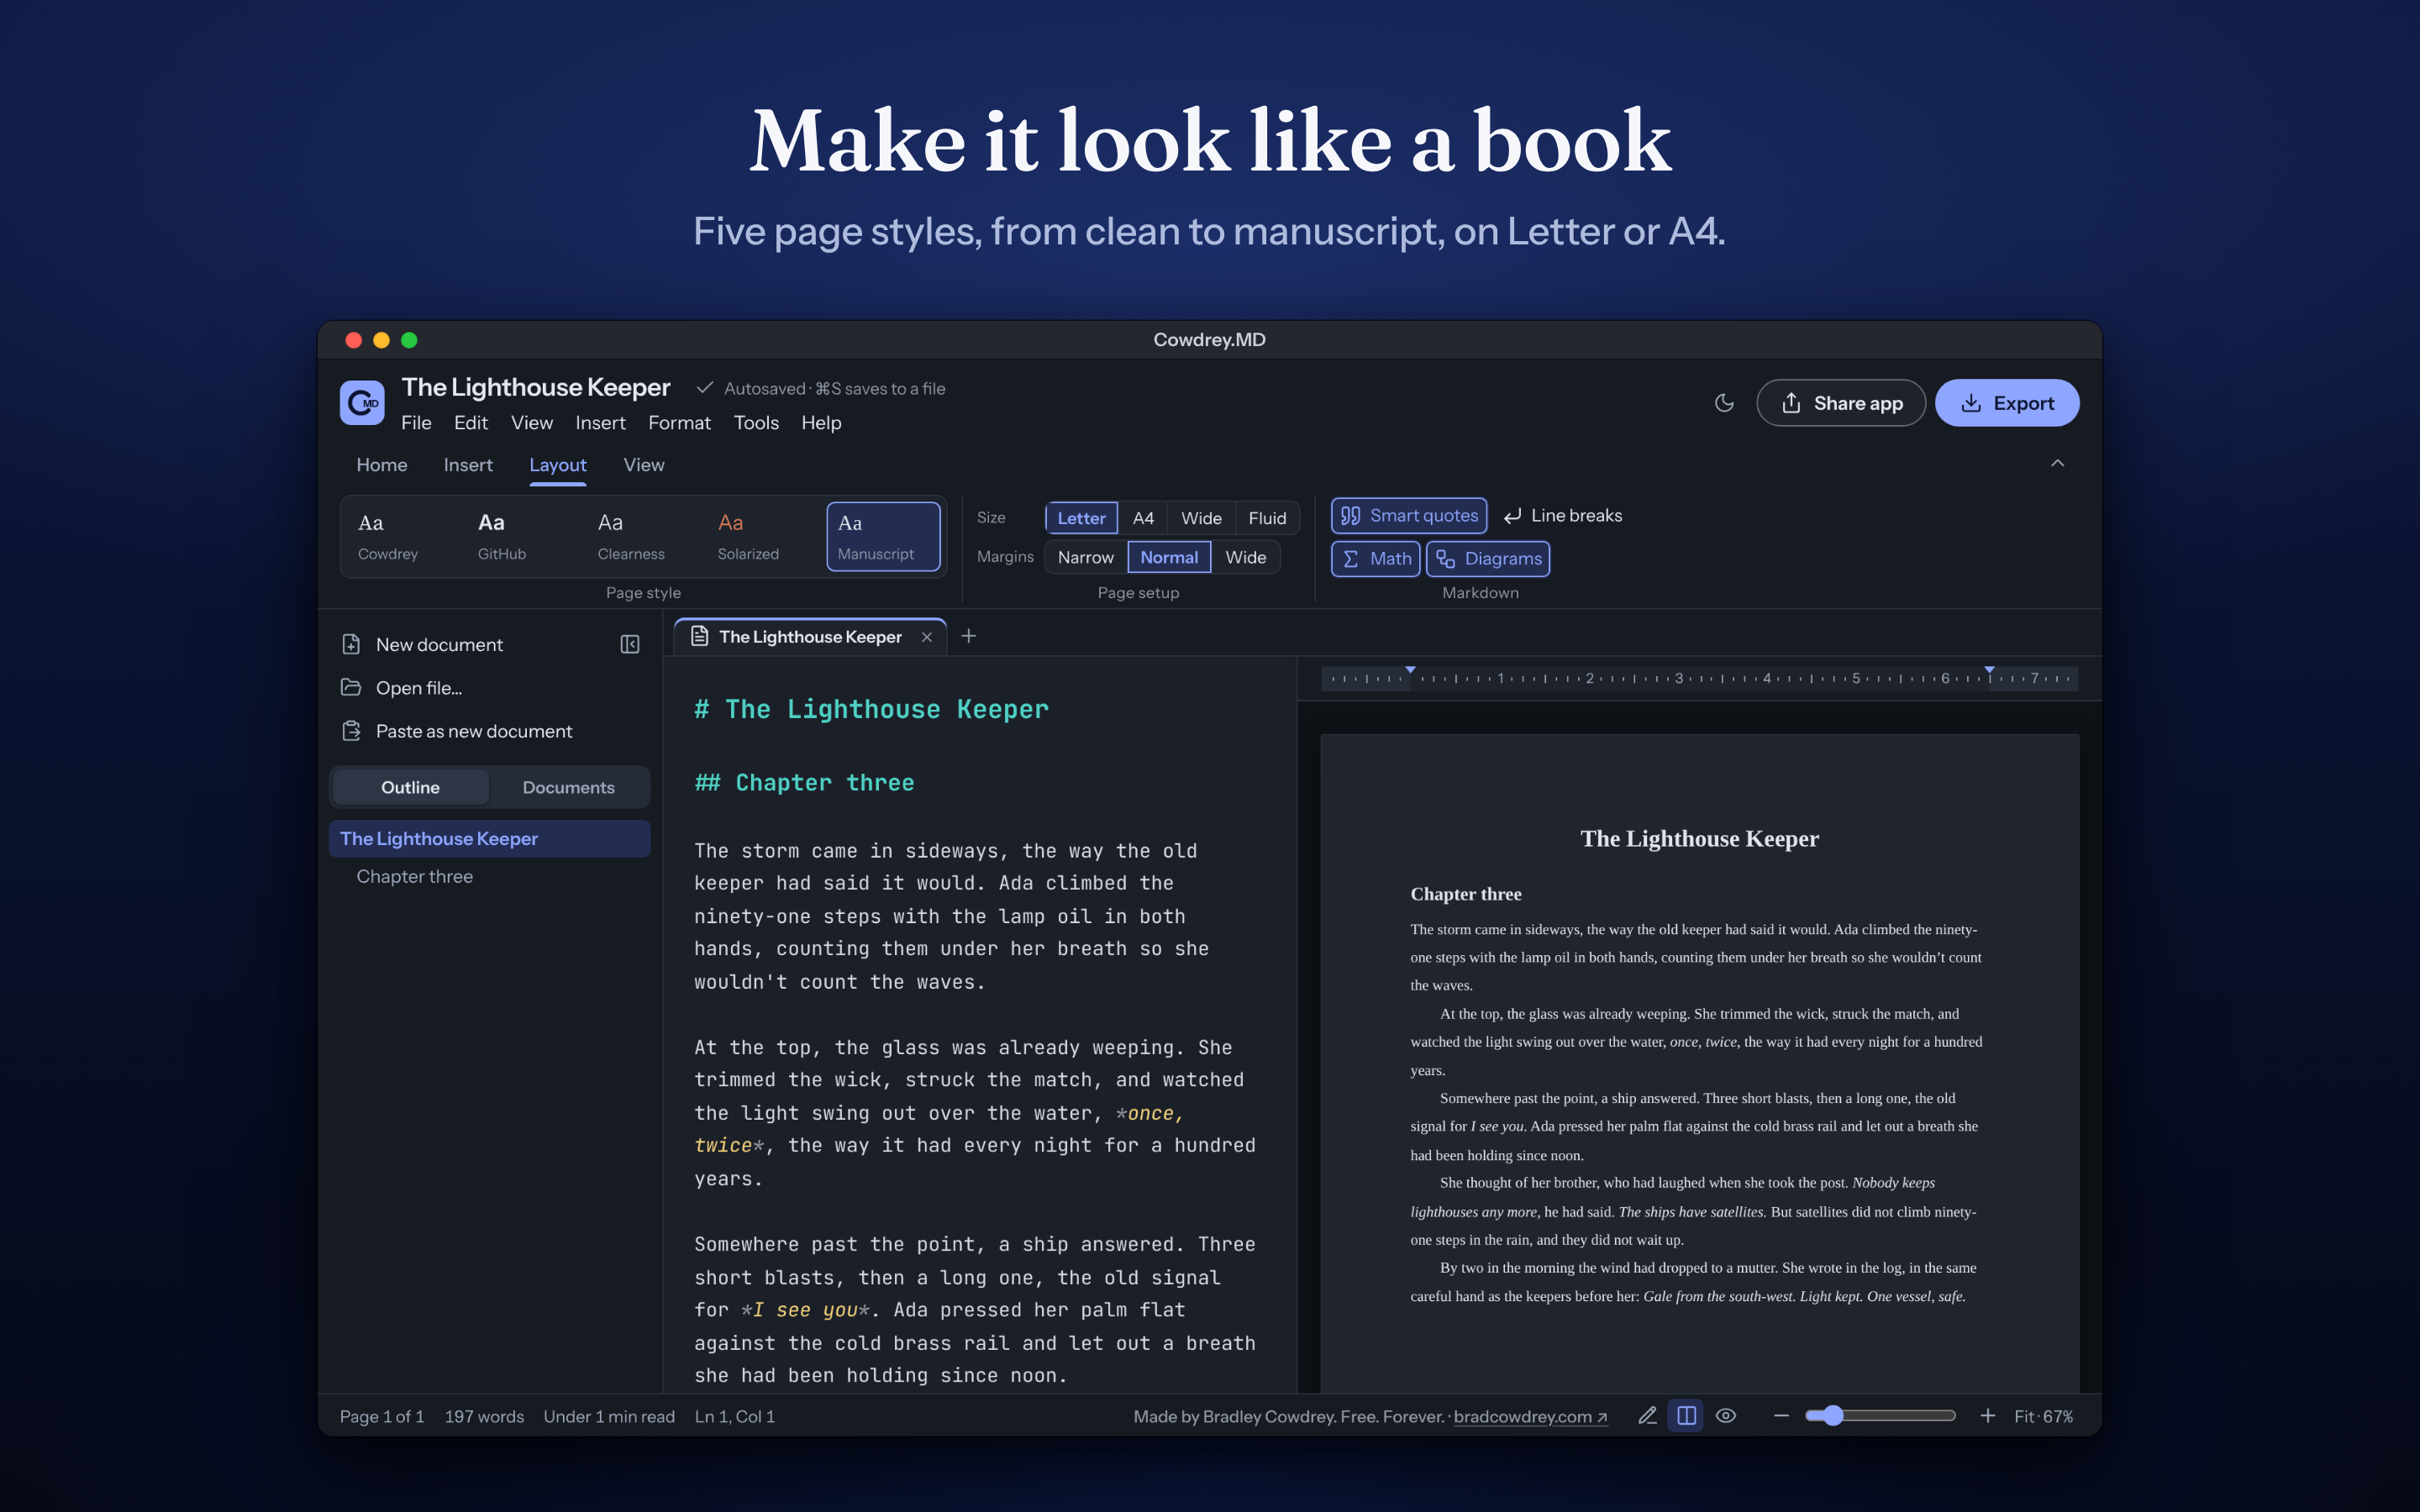 Make it look like a book
Five page styles, from clean to manuscript, on Letter or A4.
Cowdrey.MD
C MD
The Lighthouse Keeper
Autosaved · ⌘S saves to a file
File Edit View Insert Format Tools Help
Share app
Export
Home Insert Layout View
Aa Cowdrey
Aa GitHub
Aa Clearness
Aa Solarized
Aa Manuscript
Page style
Size Letter A4 Wide Fluid
Margins Narrow Normal Wide
Page setup
Smart quotes Line breaks
Math Diagrams
Markdown
New document
Open file...
Paste as new document
Outline Documents
The Lighthouse Keeper
Chapter three
The Lighthouse Keeper
# The Lighthouse Keeper
## Chapter three
The storm came in sideways, the way the old
keeper had said it would. Ada climbed the
ninety-one steps with the lamp oil in both
hands, counting them under her breath so she
wouldn't count the waves.
At the top, the glass was already weeping. She
trimmed the wick, struck the match, and watched
the light swing out over the water, *once,
twice*, the way it had every night for a hundred
years.
Somewhere past the point, a ship answered. Three
short blasts, then a long one, the old signal
for *I see you*. Ada pressed her palm flat
against the cold brass rail and let out a breath
she had been holding since noon.
1 2 3 4 5 6 7
The Lighthouse Keeper
Chapter three
The storm came in sideways, the way the old keeper had said it would. Ada climbed the ninety-
one steps with the lamp oil in both hands, counting them under her breath so she wouldn’t count
the waves.
At the top, the glass was already weeping. She trimmed the wick, struck the match, and
watched the light swing out over the water, once, twice, the way it had every night for a hundred
years.
Somewhere past the point, a ship answered. Three short blasts, then a long one, the old
signal for I see you. Ada pressed her palm flat against the cold brass rail and let out a breath she
had been holding since noon.
She thought of her brother, who had laughed when she took the post. Nobody keeps
lighthouses any more, he had said. The ships have satellites. But satellites did not climb ninety-
one steps in the rain, and they did not wait up.
By two in the morning the wind had dropped to a mutter. She wrote in the log, in the same
careful hand as the keepers before her: Gale from the south-west. Light kept. One vessel, safe.
Page 1 of 1 197 words Under 1 min read Ln 1, Col 1
Made by Bradley Cowdrey. Free. Forever. · bradcowdrey.com ↗
Fit · 67%